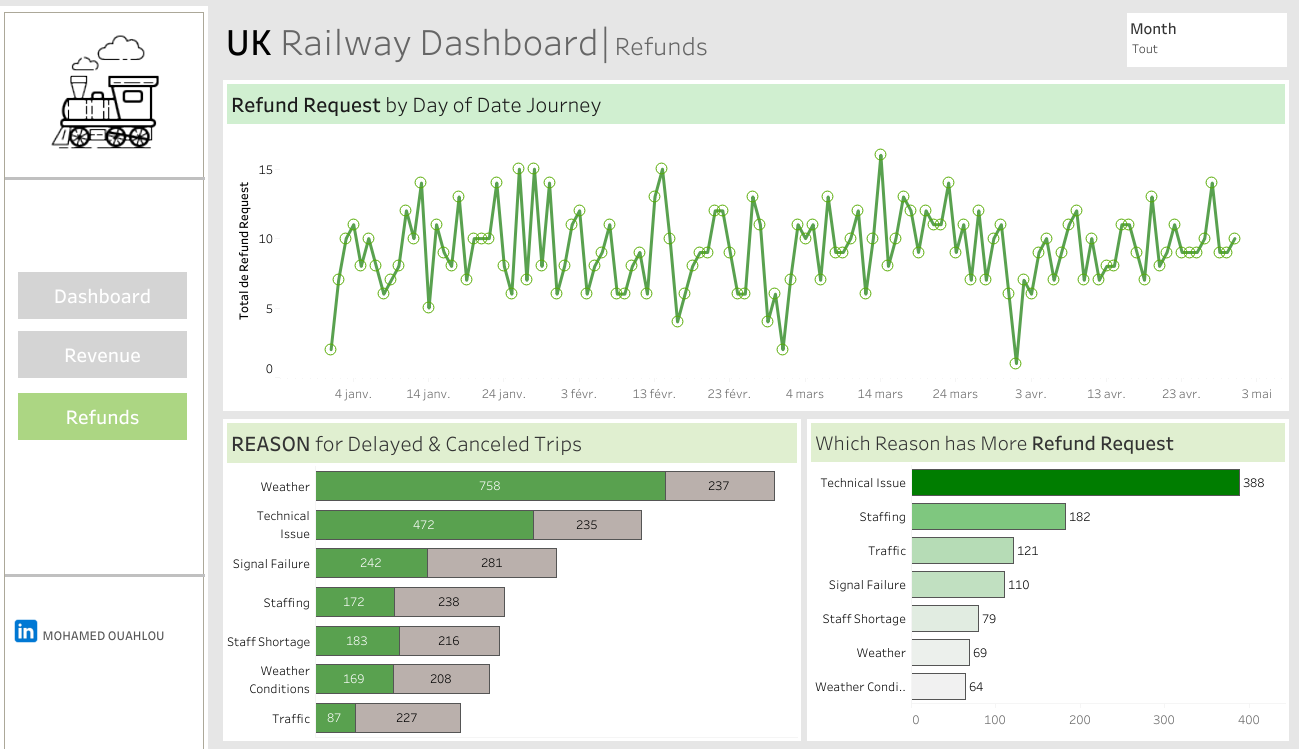 UK Railway Dashboard| Refunds
Month
Tout
Dashboard
Revenue
Refunds
in MOHAMED OUAHLOU
Refund Request by Day of Date Journey
Total de Refund Request
15
10
5
0
4 janv. 14 janv. 24 janv. 3 févr. 13 févr. 23 févr. 4 mars 14 mars 24 mars 3 avr. 13 avr. 23 avr. 3 mai
REASON for Delayed & Canceled Trips
Weather 758 237
Technical
Issue 472 235
Signal Failure 242 281
Staffing 172 238
Staff Shortage 183 216
Weather
Conditions 169 208
Traffic 87 227
Which Reason has More Refund Request
Technical Issue 388
Staffing 182
Traffic 121
Signal Failure 110
Staff Shortage 79
Weather 69
Weather Condi.. 64
0 100 200 300 400